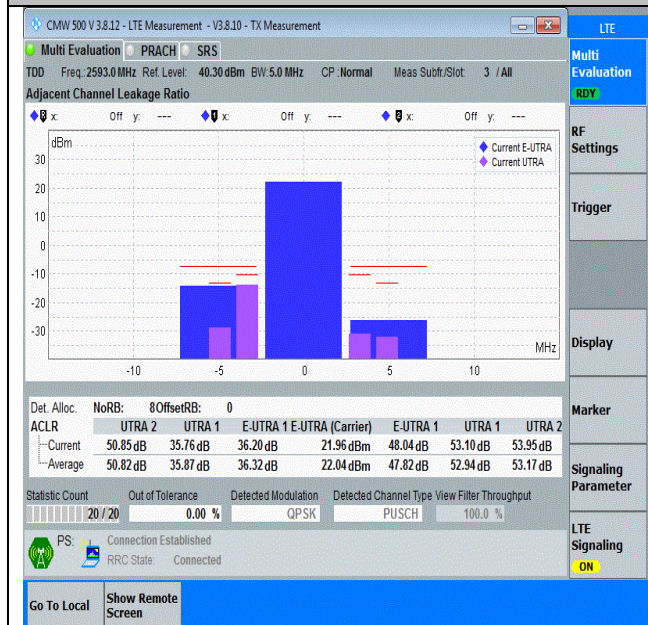 CMW 500 V 3.8.12 - LTE Measurement - V3.8.10 - TX Measurement
LTE
Multi Evaluation PRACH SRS
TDD Freq.:2593.0 MHz Ref. Level: 40.30 dBm BW:5.0 MHz CP :Normal Meas Subfr./Slot: 3 / All
Adjacent Channel Leakage Ratio
x: Off y: --- 1 x: Off y: --- 2 x: Off y: ---
dBm
Current E-UTRA
Current UTRA
30
20
10
0
-10
-20
-30
MHz
-10 -5 0 5 10
Det. Alloc. NoRB: 8OffsetRB: 0
ACLR UTRA 2 UTRA 1 E-UTRA 1 E-UTRA (Carrier) E-UTRA 1 UTRA 1 UTRA 2
Current 50.85 dB 35.76 dB 36.20 dB 21.96 dBm 48.04 dB 53.10 dB 53.95 dB
Average 50.82 dB 35.87 dB 36.32 dB 22.04 dBm 47.82 dB 52.94 dB 53.17 dB
Statistic Count Out of Tolerance Detected Modulation Detected Channel Type View Filter Throughput
20 / 20 0.00 % QPSK PUSCH 100.0 %
PS: Connection Established
RRC State: Connected
Multi
Evaluation
RDY
RF
Settings
Trigger
Display
Marker
Signaling
Parameter
LTE
Signaling
ON
Go To Local
Show Remote
Screen